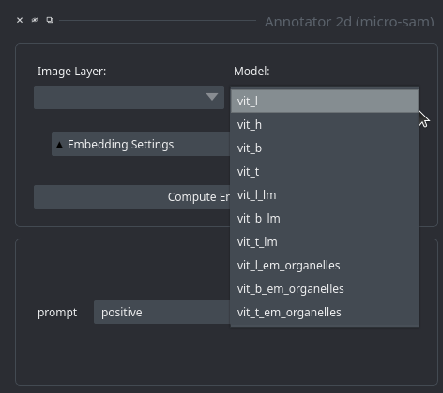 Annotator 2d (micro-sam)
Image Layer:
Model:
vit_l
vit_h
vit_b
vit_t
vit_l_lm
vit_b_lm
vit_t_lm
vit_l_em_organelles
vit_b_em_organelles
vit_t_em_organelles
Embedding Settings
Compute
prompt
positive